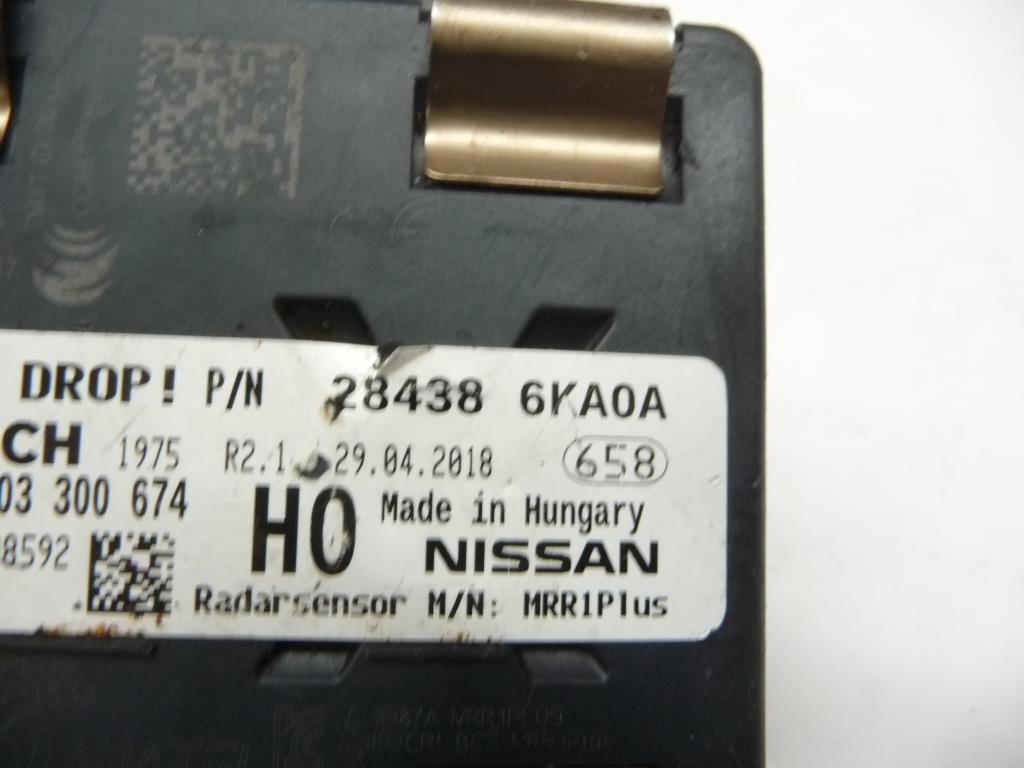 DROP! P/N 28438 6KA0A
CH 1975 R2.1 29.04.2018 658
03 300 674 H0 Made in Hungary
8592 NISSAN
Radarsensor M/N: MRR1Plus
MRR1PLUS